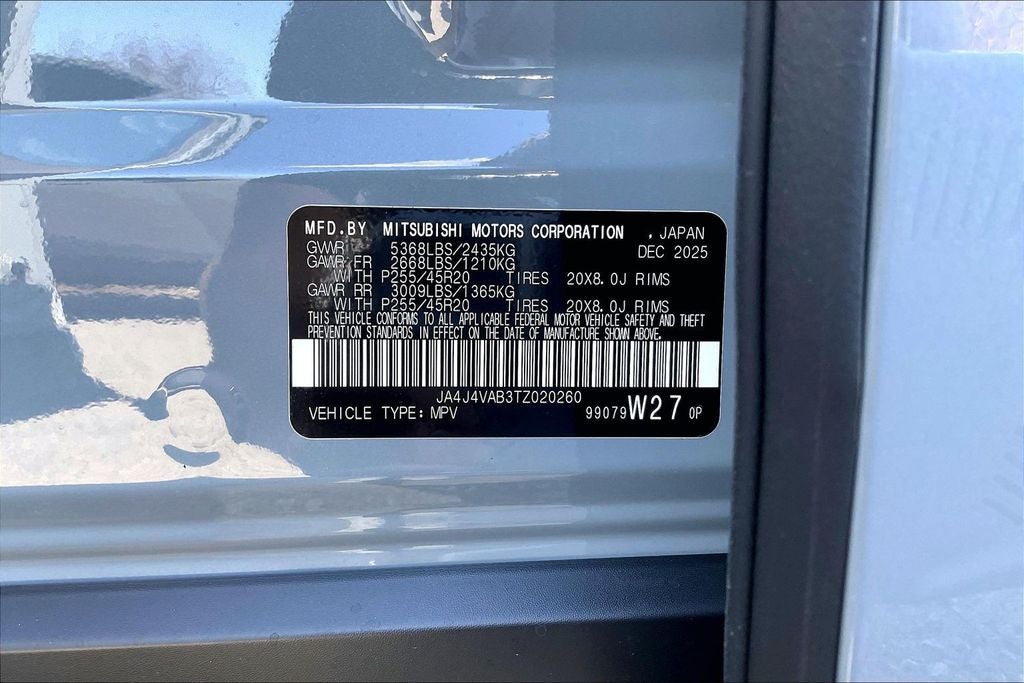 MFD.BY MITSUBISHI MOTORS CORPORATION , JAPAN
GVWR 5368LBS/2435KG DEC 2025
GAWR FR 2668LBS/1210KG
WITH P255/45R20 TIRES 20X8.0J RIMS
GAWR RR 3009LBS/1365KG
WITH P255/45R20 TIRES 20X8.0J RIMS
THIS VEHICLE CONFORMS TO ALL APPLICABLE FEDERAL MOTOR VEHICLE SAFETY AND THEFT
PREVENTION STANDARDS IN EFFECT ON THE DATE OF MANUFACTURE SHOWN ABOVE.
JA4J4VAB3TZ020260
VEHICLE TYPE: MPV 99079 W27 0P